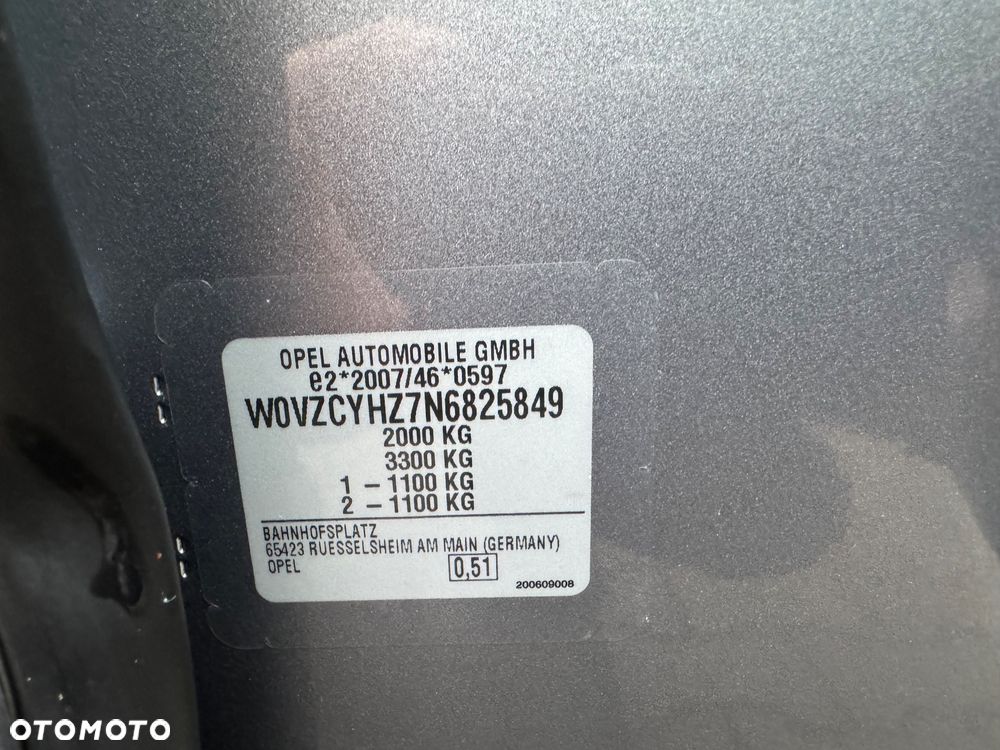 OPEL AUTOMOBILE GMBH
e2*2007/46*0597
W0VZCYHZ7N6825849
2000 KG
3300 KG
1 - 1100 KG
2 - 1100 KG
BAHNHOFSPLATZ
65423 RUESSELSHEIM AM MAIN (GERMANY)
OPEL
0,51
200609008
OTOMOTO